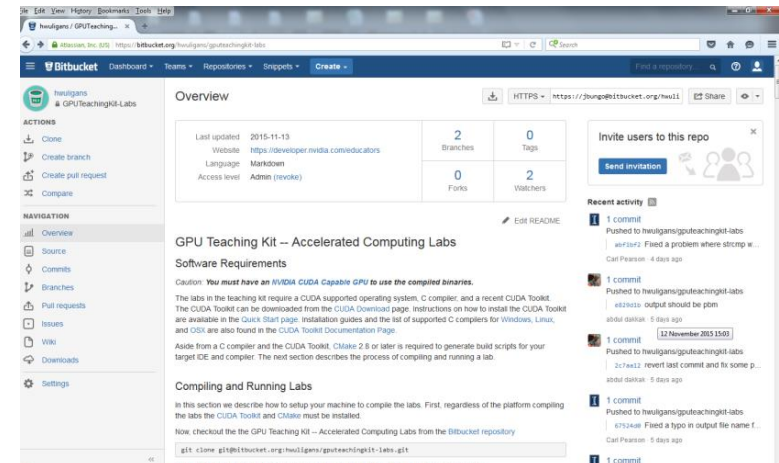 File Edit View History Bookmarks Tools Help
hwuligans / GPUTeaching...
Atlassian, Inc. (US) https://bitbucket.org/hwuligans/gputeachingkit-labs
Search
Bitbucket Dashboard Teams Repositories Snippets Create
Find a repository...
hwuligans
GPUTeachingKit-Labs
ACTIONS
Clone
Create branch
Create pull request
Compare
NAVIGATION
Overview
Source
Commits
Branches
Pull requests
Issues
Wiki
Downloads
Settings
Overview
HTTPS https://jbungo@bitbucket.org/hwuli
Share
Last updated 2015-11-13
Website https://developer.nvidia.com/educators
Language Markdown
Access level Admin (revoke)
2 Branches
0 Tags
0 Forks
2 Watchers
Edit README
GPU Teaching Kit -- Accelerated Computing Labs
Software Requirements
Caution: You must have an NVIDIA CUDA Capable GPU to use the compiled binaries.
The labs in the teaching kit require a CUDA supported operating system, C compiler, and a recent CUDA Toolkit.
The CUDA Toolkit can be downloaded from the CUDA Download page. Instructions on how to install the CUDA Toolkit
are available in the Quick Start page. Installation guides and the list of supported C compilers for Windows, Linux,
and OSX are also found in the CUDA Toolkit Documentation Page.
Aside from a C compiler and the CUDA Toolkit, CMake 2.8 or later is required to generate build scripts for your
target IDE and compiler. The next section describes the process of compiling and running a lab.
Compiling and Running Labs
In this section we describe how to setup your machine to compile the labs. First, regardless of the platform compiling
the labs the CUDA Toolkit and CMake must be installed.
Now, checkout the the GPU Teaching Kit -- Accelerated Computing Labs from the Bitbucket repository
git clone git@bitbucket.org:hwuligans/gputeachingkit-labs.git
Invite users to this repo
Send invitation
Recent activity
1 commit
Pushed to hwuligans/gputeachingkit-labs
abf1bf2 Fixed a problem where strcmp w...
Carl Pearson · 4 days ago
1 commit
Pushed to hwuligans/gputeachingkit-labs
output should be pbm
abdul dakkak · 5 days ago
12 November 2015 15:03
1 commit
Pushed to hwuligans/gputeachingkit-labs
2c7aa12 revert last commit and fix some p...
abdul dakkak · 5 days ago
1 commit
Pushed to hwuligans/gputeachingkit-labs
67524d8 Fixed a typo in output file name f...
Carl Pearson · 5 days ago
1 commit